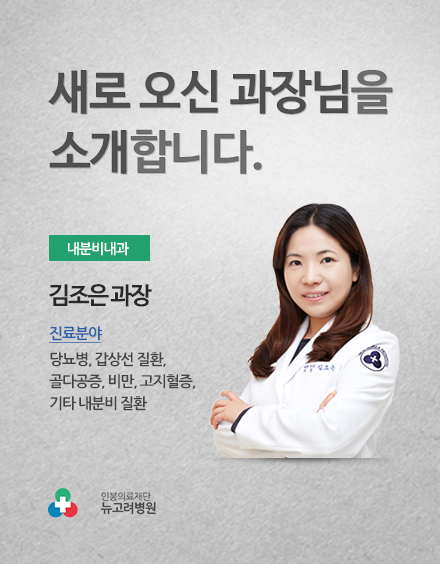 새로 오신 과장님을
소개합니다.
내분비내과
김조은 과장
진료분야
당뇨병, 갑상선 질환,
골다공증, 비만, 고지혈증,
기타 내분비 질환
김조은
인봉의료재단
뉴고려병원